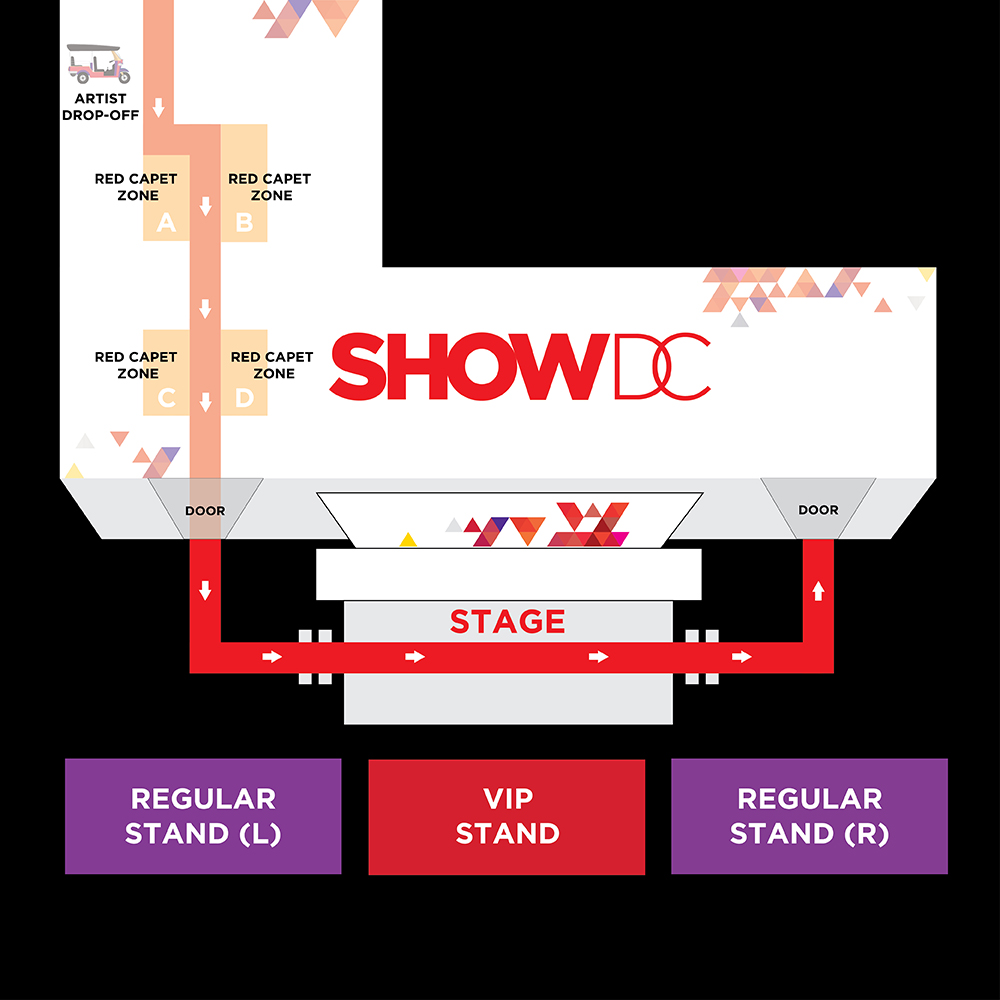 ARTIST
DROP-OFF
RED CAPET
ZONE
A
RED CAPET
ZONE
B
RED CAPET
ZONE
C
RED CAPET
ZONE
D
SHOWDC
DOOR
DOOR
STAGE
REGULAR
STAND (L)
VIP
STAND
REGULAR
STAND (R)